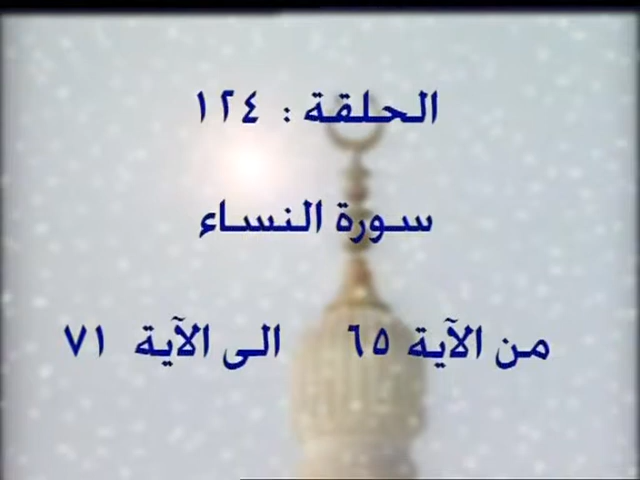 الحلقة : ١٢٤
سورة النساء
من الآية ٦٥ الى الآية ٧١